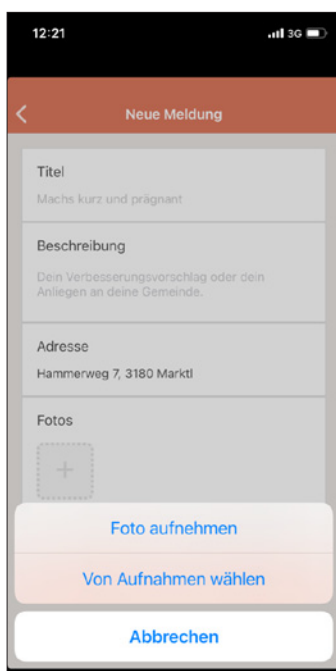 12:21 3G
Neue Meldung
Titel
Machs kurz und prägnant
Beschreibung
Dein Verbesserungsvorschlag oder dein
Anliegen an deine Gemeinde.
Adresse
Hammerweg 7, 3180 Marktl
Fotos
Foto aufnehmen
Von Aufnahmen wählen
Abbrechen